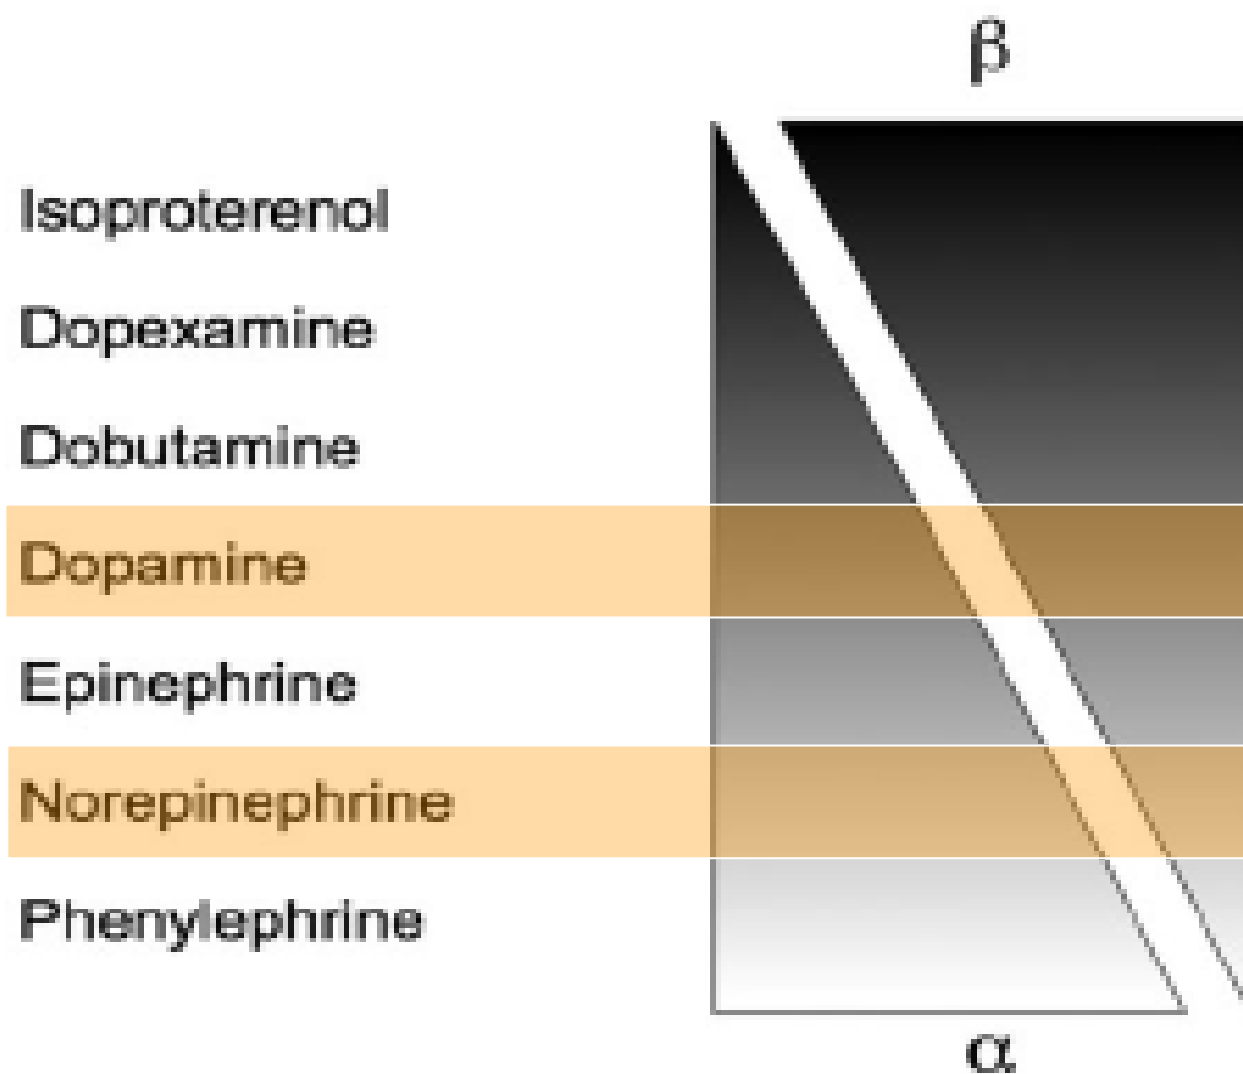 β
Isoproterenol
Dopexamine
Dobutamine
Dopamine
Epinephrine
Norepinephrine
Phenylephrine
α